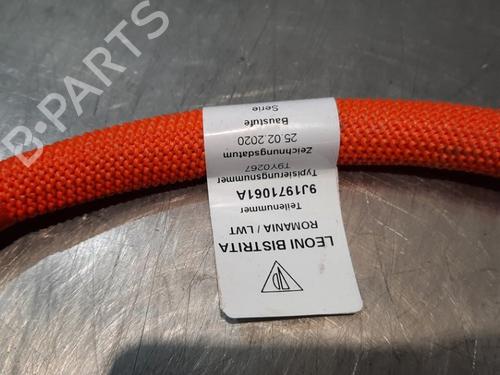 LEONI BISTRITA
ROMANIA / LWT
Teilenummer
9J1971061A
Typisierungsnummer
T9Y0267
Zeichnungsdatum
25.02.2020
Baustufe
Serie
B-PARTS